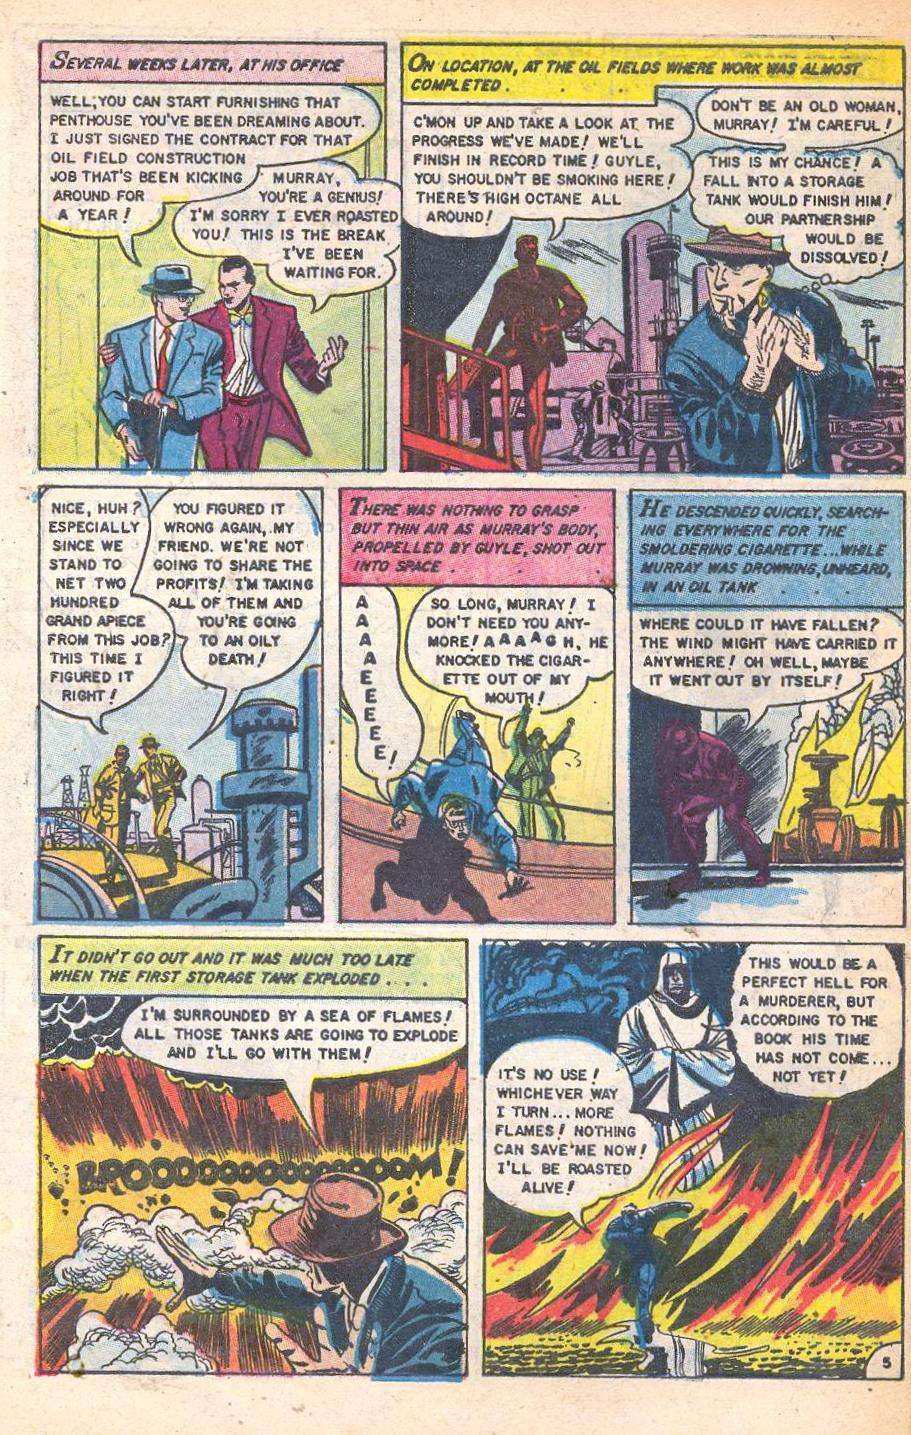 SEVERAL WEEKS LATER, AT HIS OFFICE
WELL, YOU CAN START FURNISHING THAT
PENTHOUSE YOU'VE BEEN DREAMING ABOUT.
I JUST SIGNED THE CONTRACT FOR THAT
OIL FIELD CONSTRUCTION
JOB THAT'S BEEN KICKING
AROUND FOR
A YEAR!
MURRAY,
YOU'RE A GENIUS!
I'M SORRY I EVER ROASTED
YOU! THIS IS THE BREAK
I'VE BEEN
WAITING FOR.
ON LOCATION, AT THE OIL FIELDS WHERE WORK WAS ALMOST
COMPLETED . . . .
C'MON UP AND TAKE A LOOK AT THE
PROGRESS WE'VE MADE! WE'LL
FINISH IN RECORD TIME! GUYLE,
YOU SHOULDN'T BE SMOKING HERE!
THERE'S HIGH OCTANE ALL
AROUND!
DON'T BE AN OLD WOMAN,
MURRAY! I'M CAREFUL!
THIS IS MY CHANCE! A
FALL INTO A STORAGE
TANK WOULD FINISH HIM!
OUR PARTNERSHIP
WOULD BE
DISSOLVED!
NICE, HUH?
ESPECIALLY
SINCE WE
STAND TO
NET TWO
HUNDRED
GRAND APIECE
FROM THIS JOB?
THIS TIME I
FIGURED IT
RIGHT!
YOU FIGURED IT
WRONG AGAIN, MY
FRIEND. WE'RE NOT
GOING TO SHARE THE
PROFITS! I'M TAKING
ALL OF THEM AND
YOU'RE GOING
TO AN OILY
DEATH!
THERE WAS NOTHING TO GRASP
BUT THIN AIR AS MURRAY'S BODY,
PROPELLED BY GUYLE, SHOT OUT
INTO SPACE . . . .
A
A
A
A
E
E
E
E
E!
SO LONG, MURRAY! I
DON'T NEED YOU ANY-
MORE! AAAAGH, HE
KNOCKED THE CIGAR-
ETTE OUT OF MY
MOUTH!
HE DESCENDED QUICKLY, SEARCH-
ING EVERYWHERE FOR THE
SMOLDERING CIGARETTE...WHILE
MURRAY WAS DROWNING, UNHEARD,
IN AN OIL TANK . . . .
WHERE COULD IT HAVE FALLEN?
THE WIND MIGHT HAVE CARRIED IT
ANYWHERE! OH WELL, MAYBE
IT WENT OUT BY ITSELF!
IT DIDN'T GO OUT AND IT WAS MUCH TOO LATE
WHEN THE FIRST STORAGE TANK EXPLODED . . . .
I'M SURROUNDED BY A SEA OF FLAMES!
ALL THOSE TANKS ARE GOING TO EXPLODE
AND I'LL GO WITH THEM!
BROOOOOOOOOOOOOOOM!
IT'S NO USE!
WHICHEVER WAY
I TURN... MORE
FLAMES! NOTHING
CAN SAVE ME NOW!
I'LL BE ROASTED
ALIVE!
THIS WOULD BE A
PERFECT HELL FOR
A MURDERER, BUT
ACCORDING TO THE
BOOK HIS TIME
HAS NOT COME...
NOT YET!
5